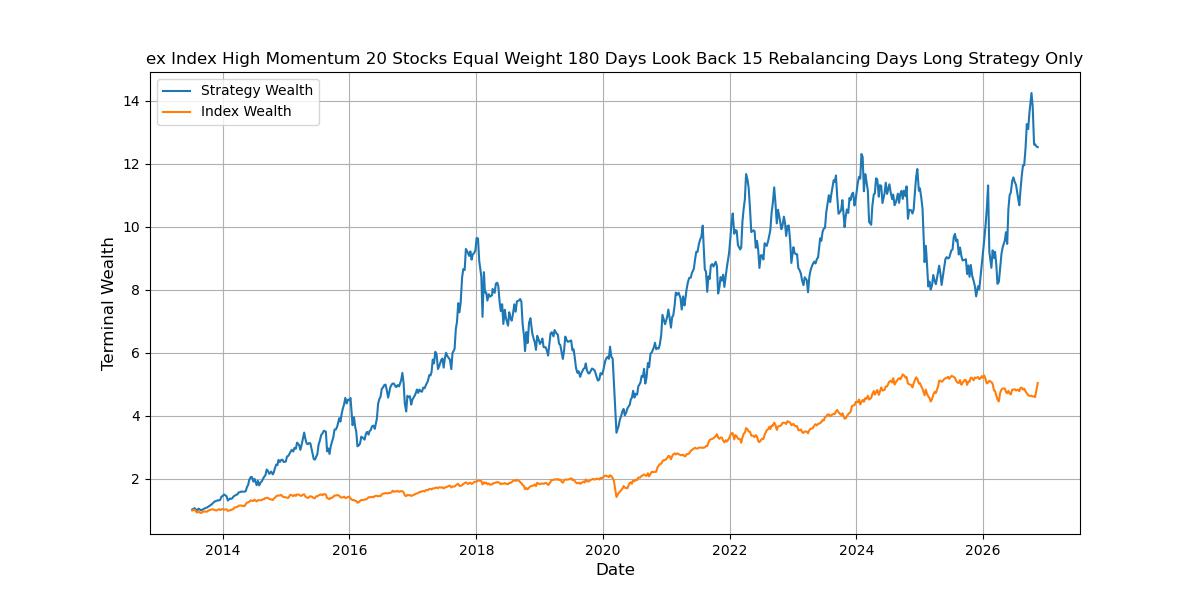 ex Index High Momentum 20 Stocks Equal Weight 180 Days Look Back 15 Rebalancing Days Long Strategy Only
Strategy Wealth
Index Wealth
Terminal Wealth
14
12
10
8
6
4
2
2014 2016 2018 2020 2022 2024 2026
Date